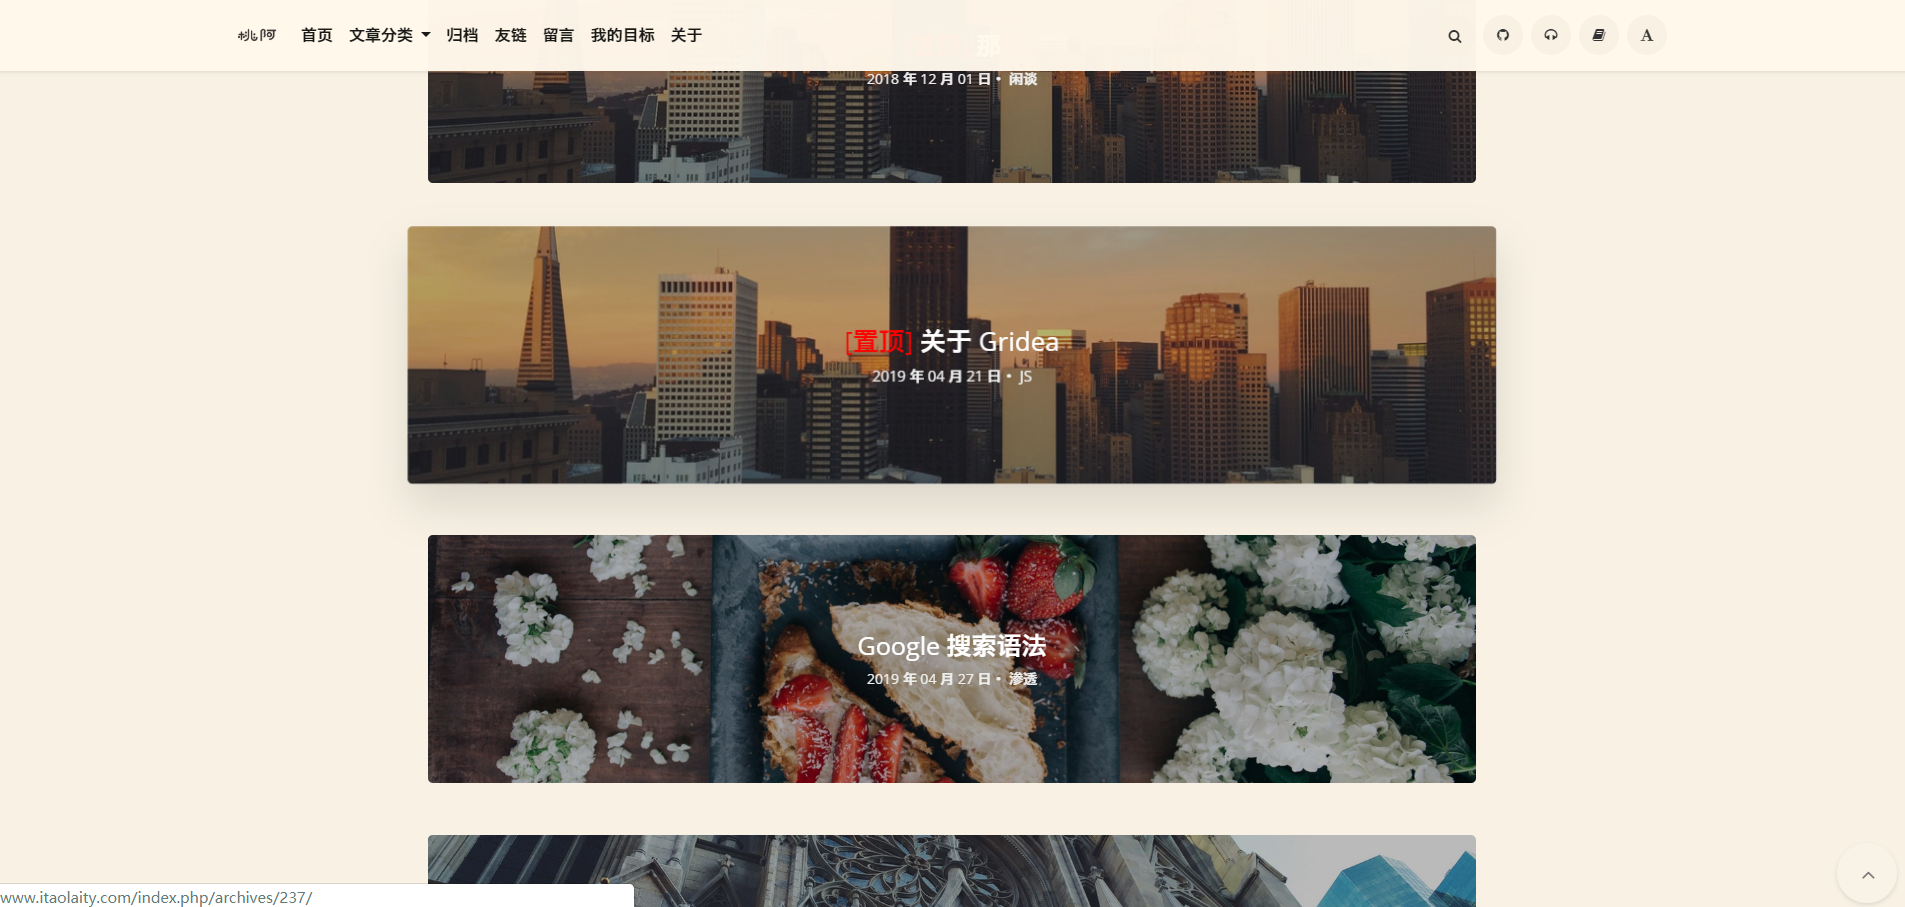 桃阿 首页 文章分类 归档 友链 留言 我的目标 关于 A
那
2018 年 12 月 01 日 • 闲谈
[置顶] 关于 Gridea
2019 年 04 月 21 日 • JS
Google 搜索语法
2019 年 04 月 27 日 • 渗透
www.itaolaity.com/index.php/archives/237/